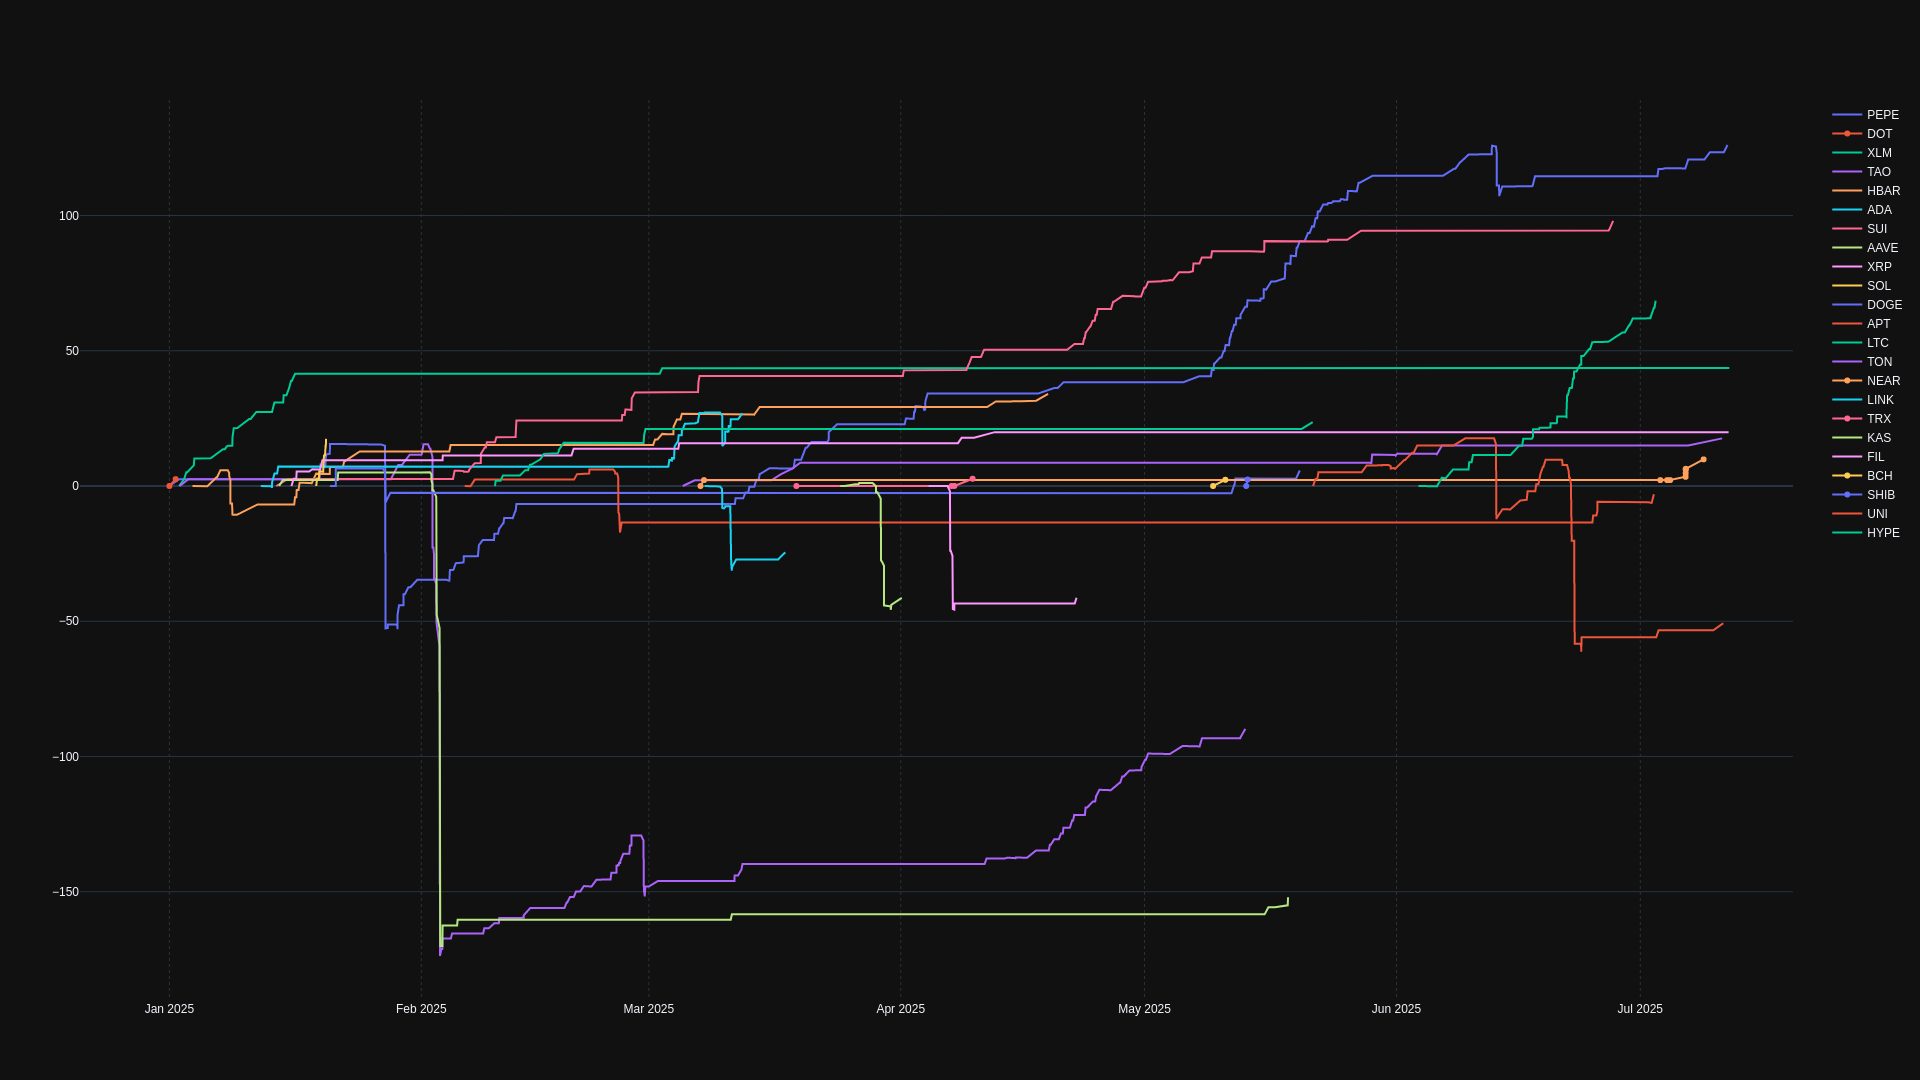 100
50
0
−50
−100
−150
Jan 2025
Feb 2025
Mar 2025
Apr 2025
May 2025
Jun 2025
Jul 2025
PEPE
DOT
XLM
TAO
HBAR
ADA
SUI
AAVE
XRP
SOL
DOGE
APT
LTC
TON
NEAR
LINK
TRX
KAS
FIL
BCH
SHIB
UNI
HYPE